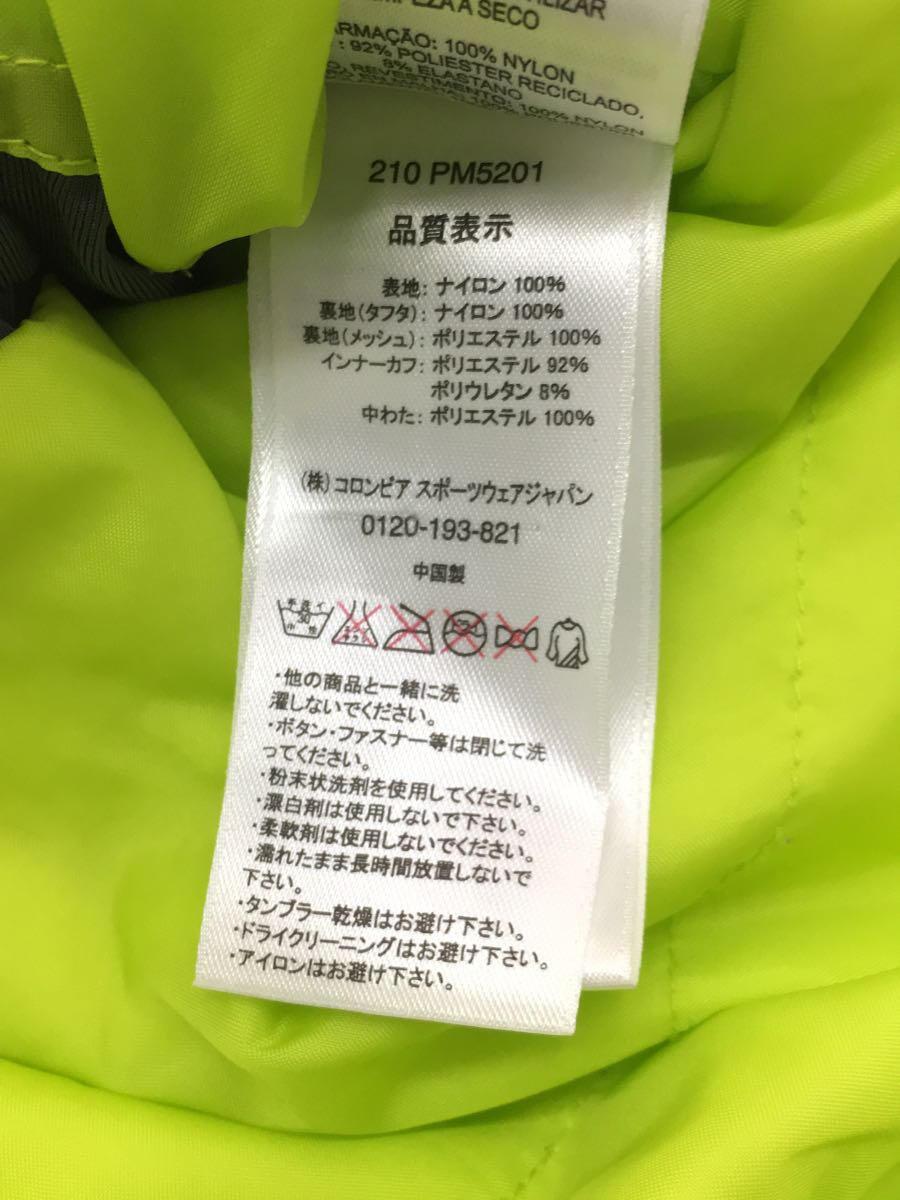 ILIZAR
MPEZA A SECO
ARMAÇÃO: 100% NYLON
: 92% POLIESTER RECICLADO.
8% ELASTANO
O. REVESTIMENTO: 100% NYLON
210 PM5201
品質表示
表地: ナイロン 100%
裏地(タフタ): ナイロン 100%
裏地(メッシュ): ポリエステル 100%
インナーカフ: ポリエステル 92%
ポリウレタン 8%
中わた: ポリエステル 100%
(株) コロンビア スポーツウェアジャパン
0120-193-821
中国製
手洗イ
30
中性
・他の商品と一緒に洗
濯しないでください。
・ボタン・ファスナー等は閉じて洗
ってください。
・粉末状洗剤を使用してください。
・漂白剤は使用しないで下さい。
・柔軟剤は使用しないでください。
・濡れたまま長時間放置しないで
下さい。
・タンブラー乾燥はお避け下さい。
・ドライクリーニングはお避け下さい。
・アイロンはお避け下さい。